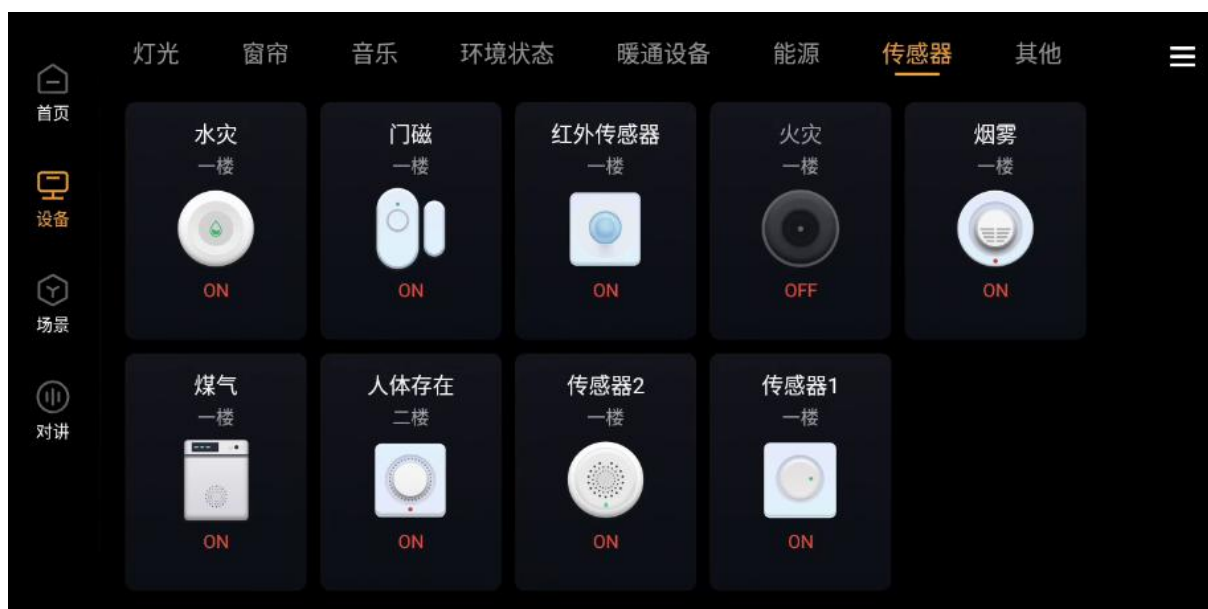 灯光 窗帘 音乐 环境状态 暖通设备 能源 传感器 其他
首页
设备
场景
对讲
水灾 门磁 红外传感器 火灾 烟雾
一楼 一楼 一楼 一楼 一楼
ON ON ON OFF ON
煤气 人体存在 传感器2 传感器1
一楼 二楼 一楼 一楼
ON ON ON ON